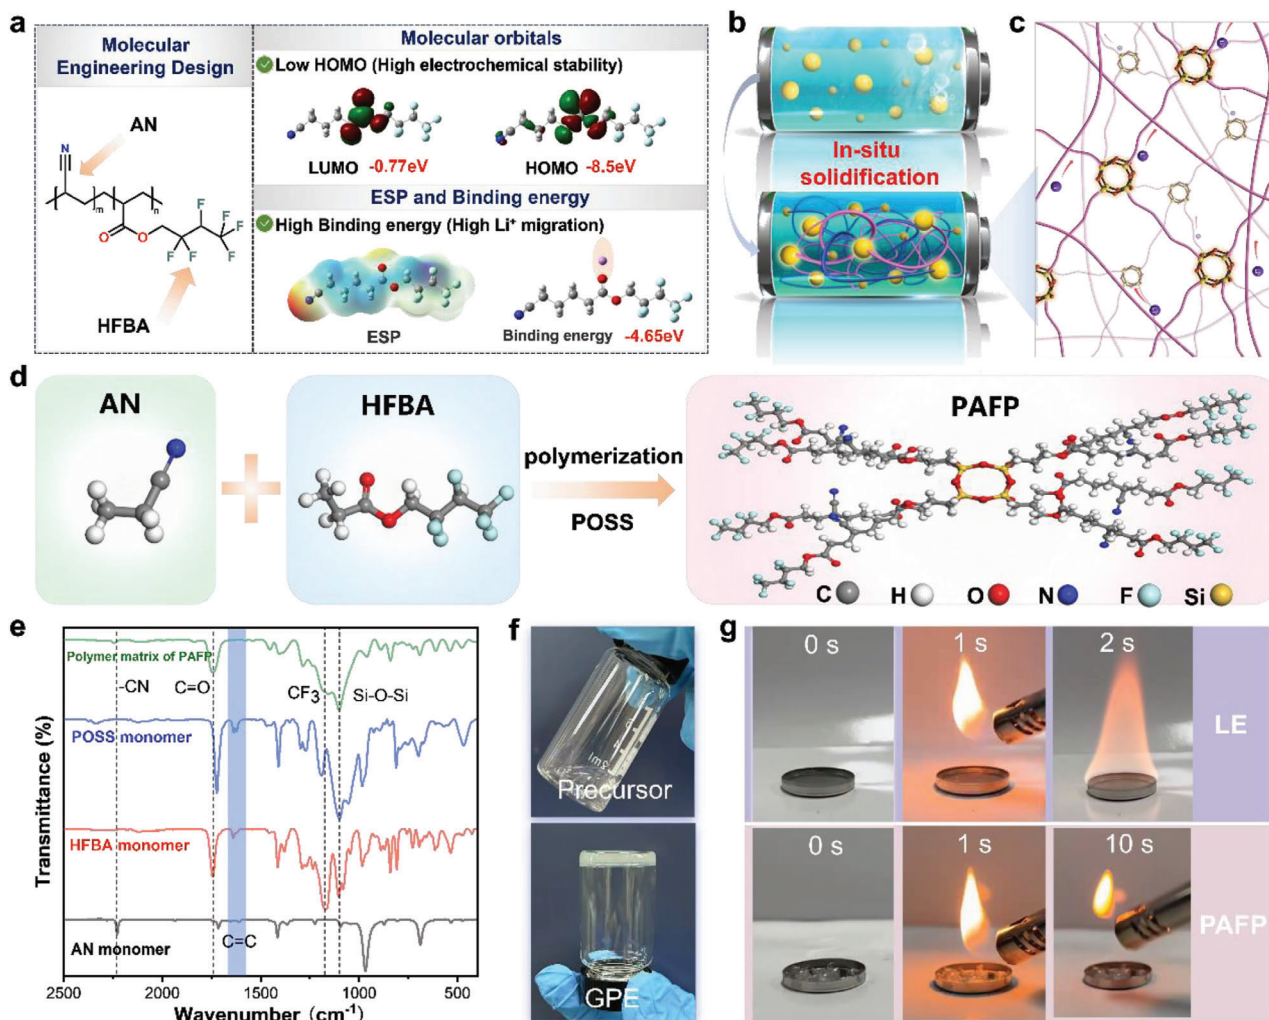 a
Molecular
Engineering Design
AN
N
m
n
O
O
F
F
F
F
F
F
HFBA
Molecular orbitals
Low HOMO (High electrochemical stability)
LUMO -0.77eV
HOMO -8.5eV
ESP and Binding energy
High Binding energy (High Li⁺ migration)
ESP
Binding energy -4.65eV
b
In-situ
solidification
c
d
AN
HFBA
polymerization
POSS
PAFP
C
H
O
N
F
Si
e
Polymer matrix of PAFP
-CN
C=O
CF₃
Si-O-Si
POSS monomer
HFBA monomer
AN monomer
C=C
Transmittance (%)
2500
2000
1500
1000
500
Wavenumber (cm⁻¹)
f
Precursor
GPE
g
0 s
1 s
2 s
LE
0 s
1 s
10 s
PAFP